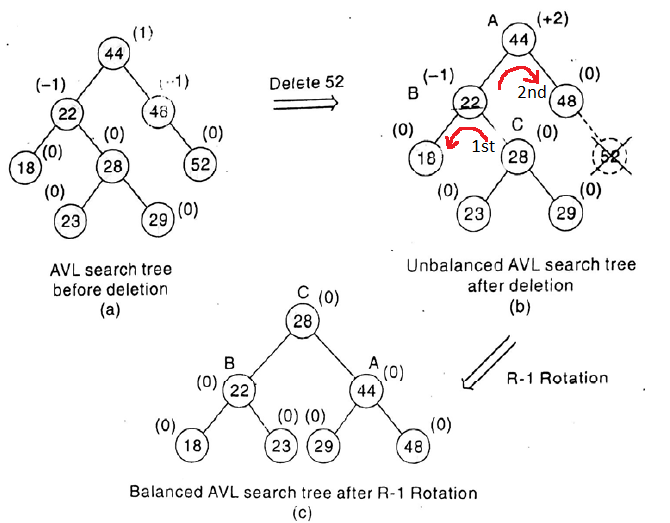 A
(+2)
44
(1)
44
(−1)
22
(−1)
48
Delete 52
B
(−1)
22
2nd
(0)
48
(0)
18
(0)
28
(0)
52
(0)
18
1st
C
(0)
28
52
(0)
23
29
(0)
(0)
23
(0)
29
AVL search tree
before deletion
(a)
Unbalanced AVL search tree
after deletion
(b)
C
(0)
28
R-1 Rotation
B
(0)
22
A
(0)
44
(0)
18
(0)
23
(0)
29
(0)
48
Balanced AVL search tree after R-1 Rotation
(c)